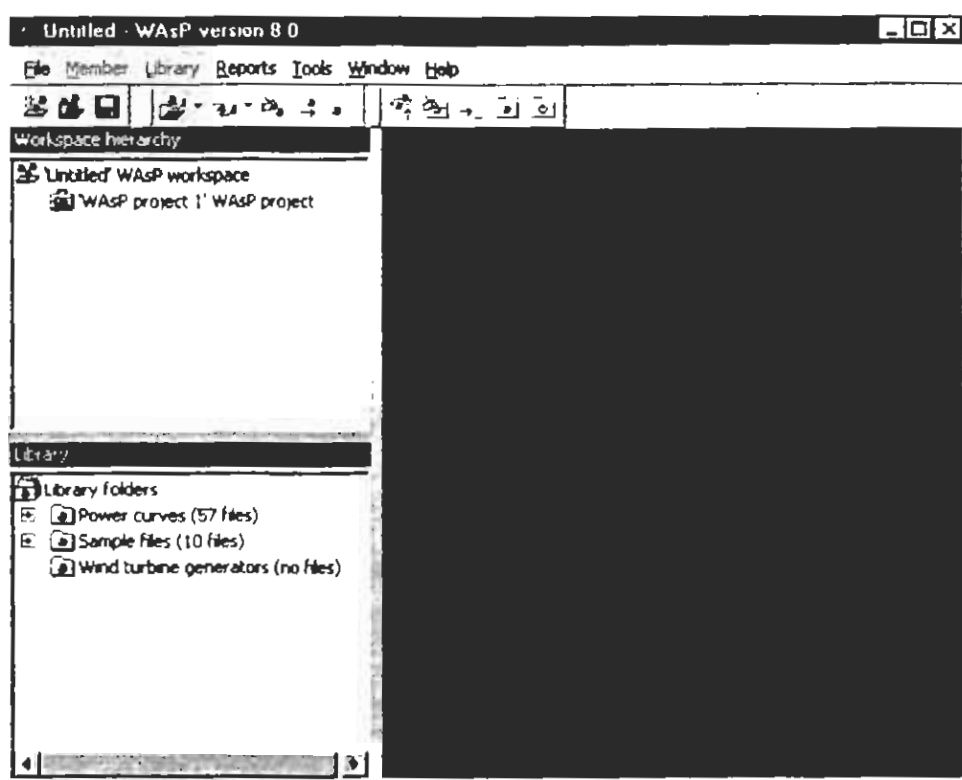 Untitled - WAsP version 8 0
File Member Library Reports Tools Window Help
Workspace hierarchy
'Untitled' WAsP workspace
'WAsP project 1' WAsP project
Library
Library folders
Power curves (57 files)
Sample files (10 files)
Wind turbine generators (no files)